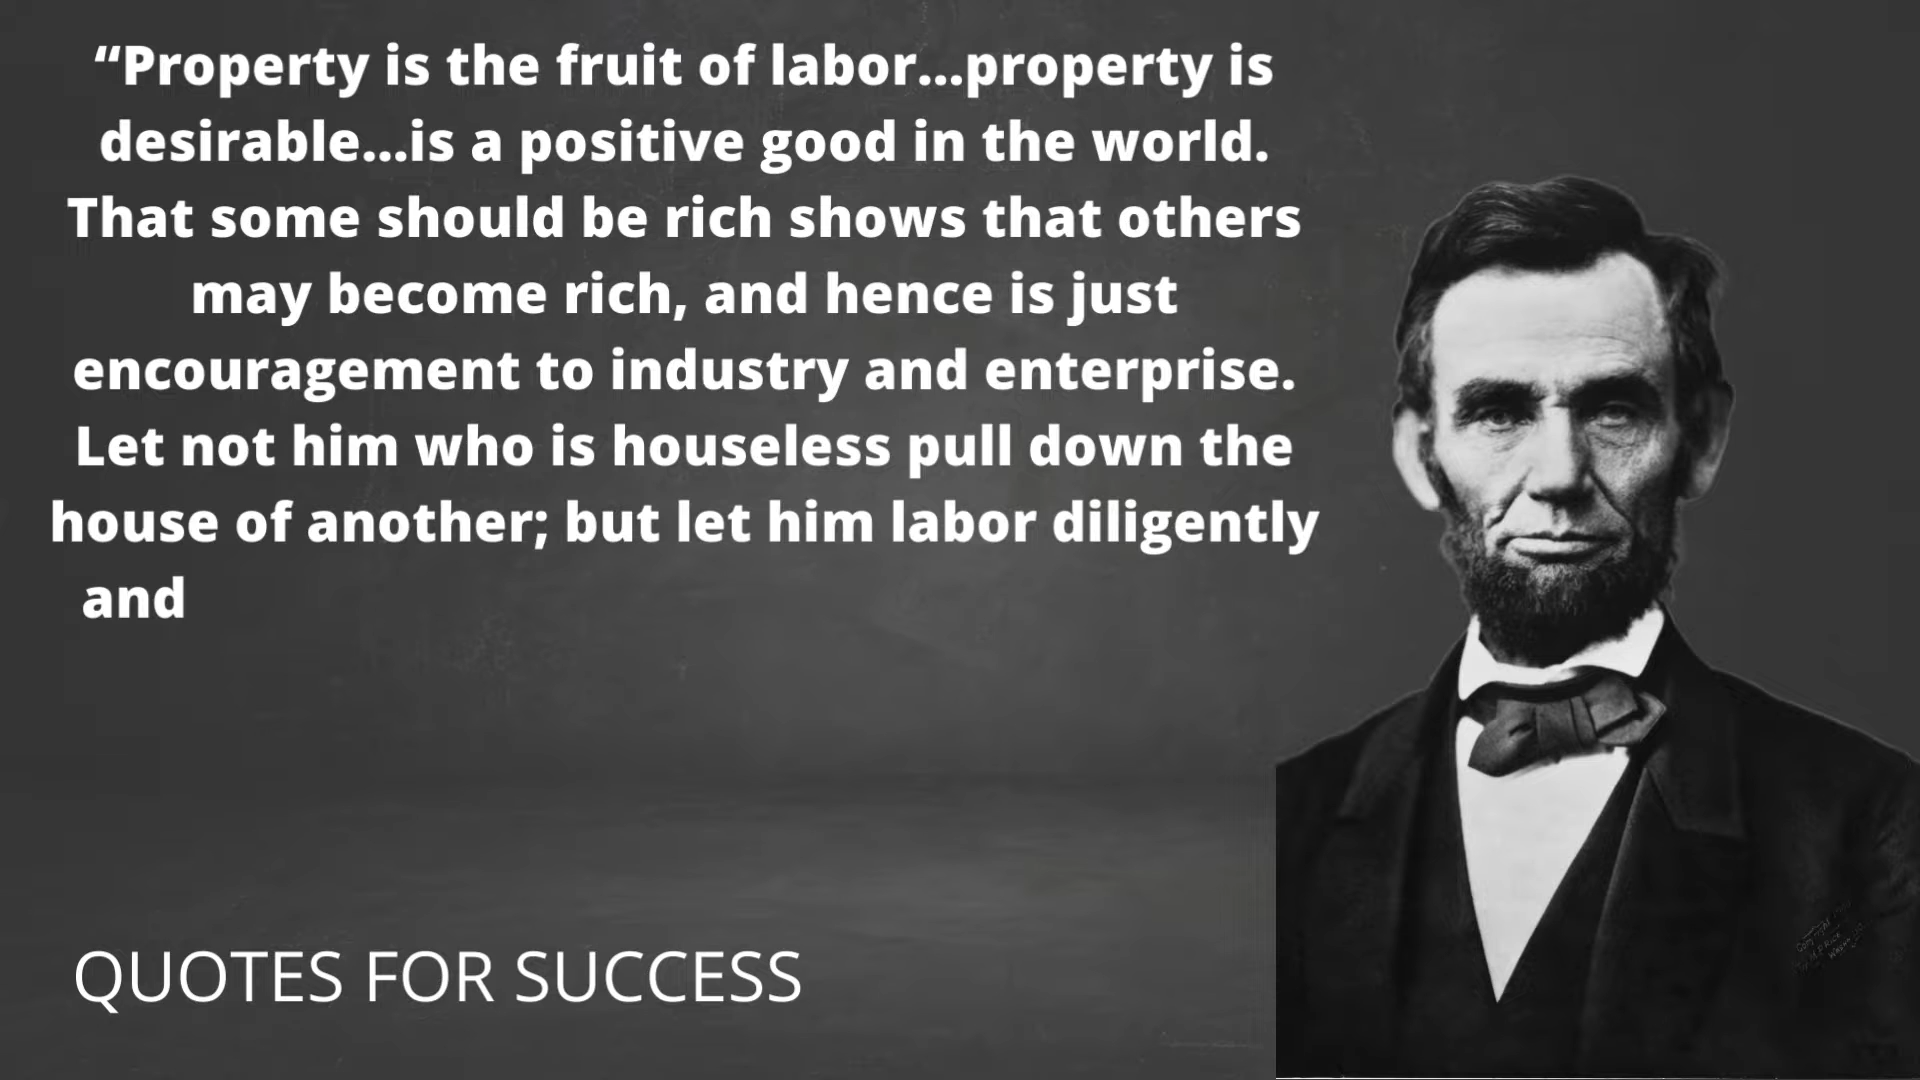 “Property is the fruit of labor...property is
desirable...is a positive good in the world.
That some should be rich shows that others
may become rich, and hence is just
encouragement to industry and enterprise.
Let not him who is houseless pull down the
house of another; but let him labor diligently
and
QUOTES FOR SUCCESS